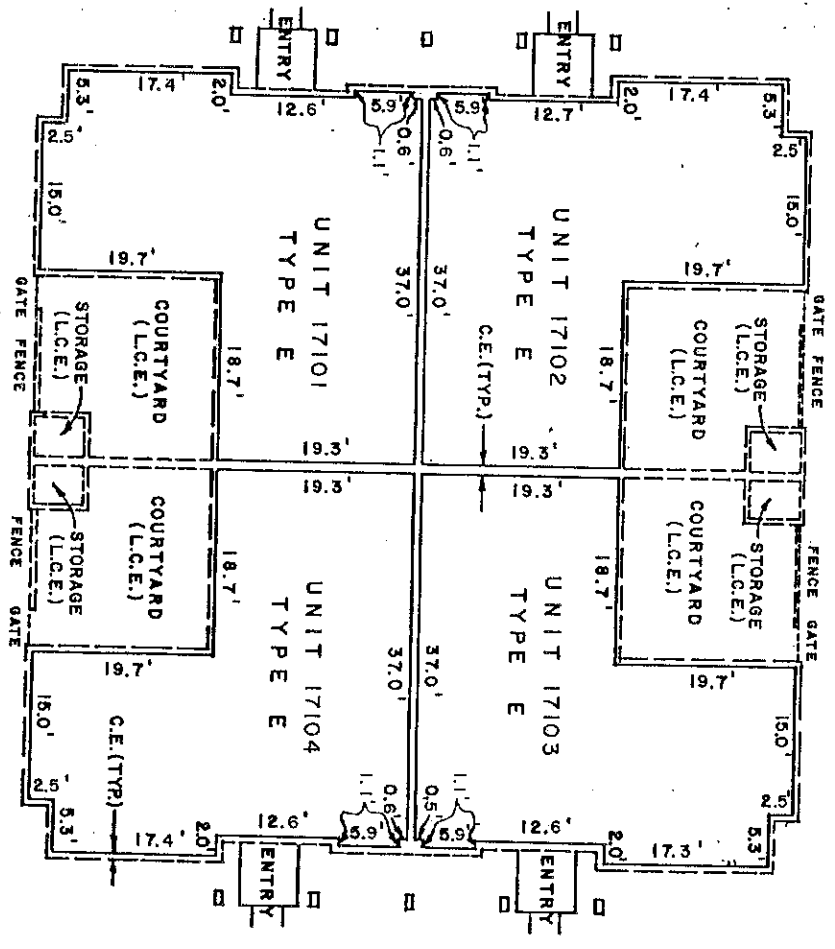 ENTRY
ENTRY
17.4'
2.0'
12.6'
5.9'
5.9'
12.7'
2.0'
17.4'
5.3'
2.5'
15.0'
1.1'
0.6'
0.6'
1.1'
5.3'
2.5'
15.0'
UNIT 17101
TYPE E
UNIT 17102
TYPE E
37.0'
37.0'
19.7'
19.7'
GATE FENCE
STORAGE
(L.C.E.)
COURTYARD
(L.C.E.)
18.7'
C.E.(TYP.)
18.7'
COURTYARD
(L.C.E.)
STORAGE
(L.C.E.)
GATE FENCE
19.3'
19.3'
19.3'
19.3'
FENCE GATE
STORAGE
(L.C.E.)
COURTYARD
(L.C.E.)
18.7'
18.7'
COURTYARD
(L.C.E.)
STORAGE
(L.C.E.)
FENCE GATE
UNIT 17104
TYPE E
UNIT 17103
TYPE E
37.0'
37.0'
19.7'
19.7'
15.0'
2.5'
5.3'
C.E.(TYP.)
15.0'
2.5'
5.3'
1.1'
0.6'
0.5'
1.1'
17.4'
2.0'
12.6'
5.9'
5.9'
12.6'
2.0'
17.3'
ENTRY
ENTRY